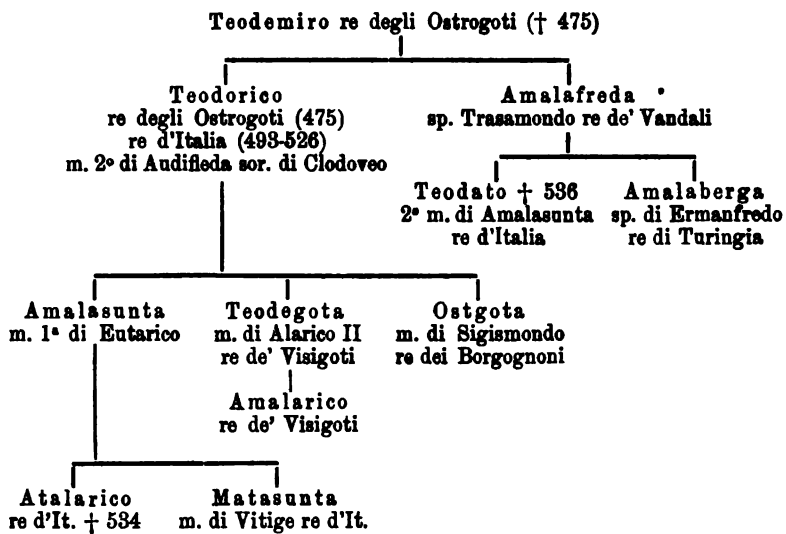 Teodemiro re degli Ostrogoti († 475)
Teodorico
re degli Ostrogoti (475)
re d'Italia (493-526)
m. 2º di Audifleda sor. di Clodoveo
Amalafreda
sp. Trasamondo re de' Vandali
Teodato † 536
2º m. di Amalasunta
re d'Italia
Amalaberga
sp. di Ermanfredo
re di Turingia
Amalasunta
m. 1ª di Eutarico
Teodegota
m. di Alarico II
re de' Visigoti
Ostgota
m. di Sigismondo
re dei Borgognoni
Amalarico
re de' Visigoti
Atalarico
re d'It. † 534
Matasunta
m. di Vitige re d'It.